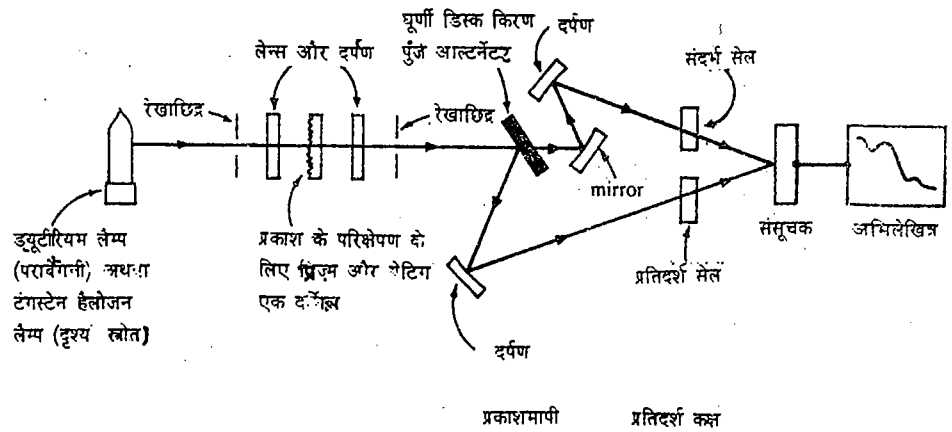 घूर्णी डिस्क किरण
पुँज आल्टर्नेटर
दर्पण
लेन्स और दर्पण
संदर्भ सेल
रेखाछिद्र
रेखाछिद्र
mirror
ड्यूटीरियम लैम्प
(पराबैंगनी) अथवा
टंगस्टेन हैलोजन
लैम्प (दृश्य स्त्रोत)
प्रकाश के परिक्षेपण के
लिए प्रिज़्म और ग्रेटिंग
एक
प्रतिदर्श सेल
संसूचक
अभिलेखित्र
दर्पण
प्रकाशमापी
प्रतिदर्श कक्ष